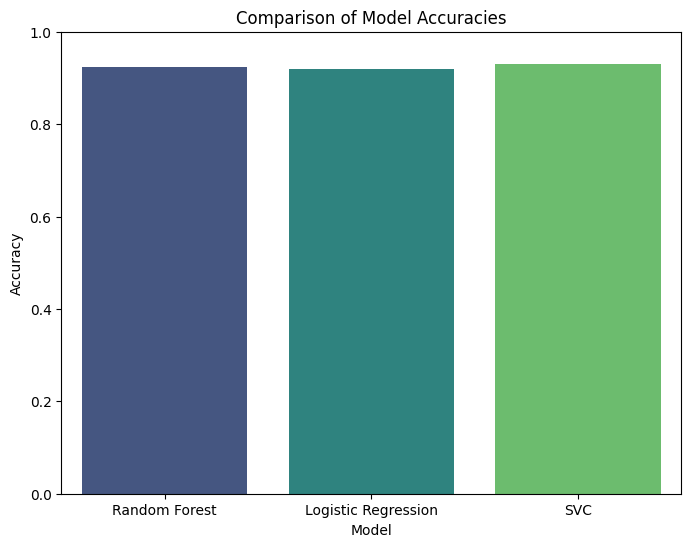 Comparison of Model Accuracies
1.0
0.8
0.6
0.4
0.2
0.0
Accuracy
Random Forest
Logistic Regression
SVC
Model